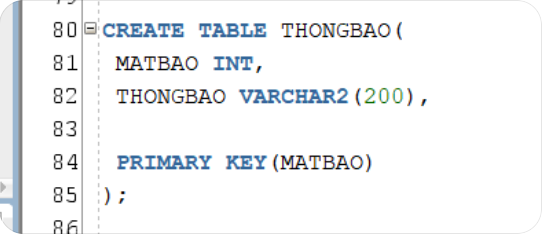 80 CREATE TABLE THONGBAO(
81 MATBAO INT,
82 THONGBAO VARCHAR2(200),
83
84 PRIMARY KEY(MATBAO)
85 );
86